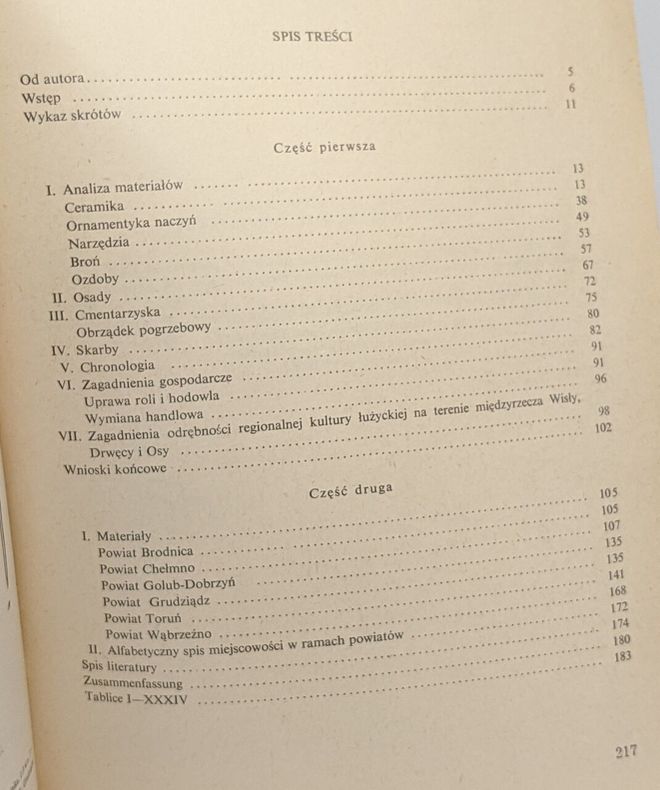 SPIS TREŚCI
Od autora 5
Wstęp 6
Wykaz skrótów 11
Część pierwsza
I. Analiza materiałów 13
Ceramika 13
Ornamentyka naczyń 38
Narzędzia 49
Broń 53
Ozdoby 57
II. Osady 67
III. Cmentarzyska 72
Obrządek pogrzebowy 75
IV. Skarby 80
V. Chronologia 82
VI. Zagadnienia gospodarcze 91
Uprawa roli i hodowla 91
Wymiana handlowa 96
VII. Zagadnienia odrębności regionalnej kultury łużyckiej na terenie międzyrzecza Wisły,
Drwęcy i Osy 98
Wnioski końcowe 102
Część druga
I. Materiały 105
Powiat Brodnica 105
Powiat Chełmno 107
Powiat Golub-Dobrzyń 135
Powiat Grudziądz 135
Powiat Toruń 141
Powiat Wąbrzeźno 168
II. Alfabetyczny spis miejscowości w ramach powiatów 172
Spis literatury 174
Zusammenfassung 180
Tablice I—XXXIV 183
217